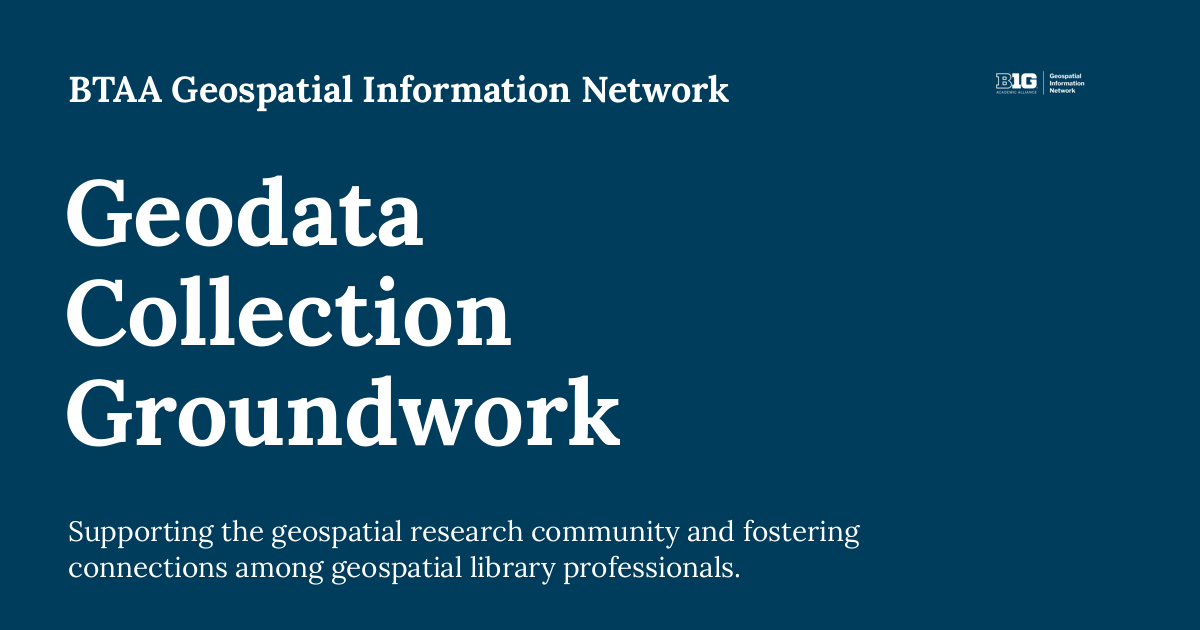 BTAA Geospatial Information Network
B1G
ACADEMIC ALLIANCE
Geospatial
Information
Network
Geodata
Collection
Groundwork
Supporting the geospatial research community and fostering
connections among geospatial library professionals.